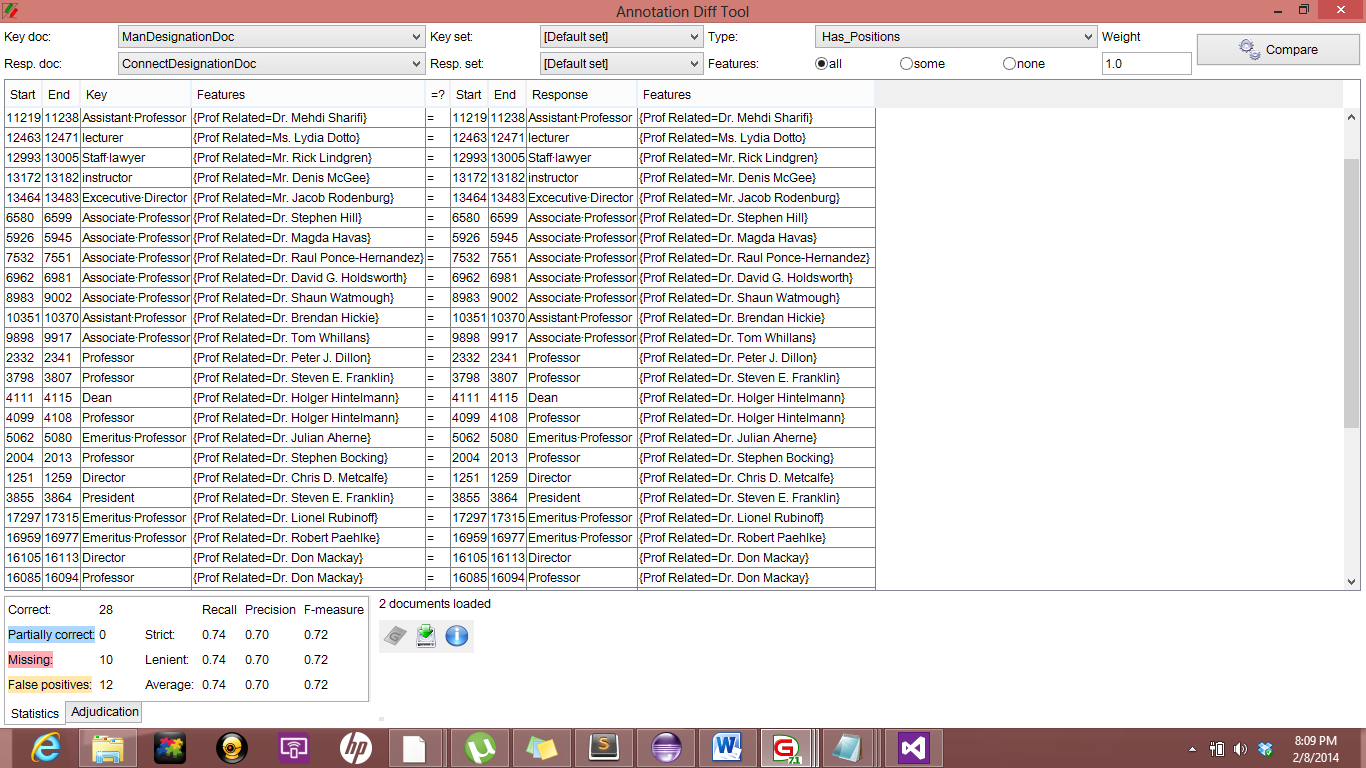 Annotation Diff Tool
Key doc: ManDesignationDoc Key set: [Default set] Type: Has_Positions Weight
Resp. doc: ConnectDesignationDoc Resp. set: [Default set] Features: all some none 1.0 Compare
Start End Key Features =? Start End Response Features
11219 11238 Assistant·Professor {Prof Related=Dr. Mehdi Sharifi} = 11219 11238 Assistant·Professor {Prof Related=Dr. Mehdi Sharifi}
12463 12471 lecturer {Prof Related=Ms. Lydia Dotto} = 12463 12471 lecturer {Prof Related=Ms. Lydia Dotto}
12993 13005 Staff·lawyer {Prof Related=Mr. Rick Lindgren} = 12993 13005 Staff·lawyer {Prof Related=Mr. Rick Lindgren}
13172 13182 instructor {Prof Related=Mr. Denis McGee} = 13172 13182 instructor {Prof Related=Mr. Denis McGee}
13464 13483 Excecutive·Director {Prof Related=Mr. Jacob Rodenburg} = 13464 13483 Excecutive·Director {Prof Related=Mr. Jacob Rodenburg}
6580 6599 Associate·Professor {Prof Related=Dr. Stephen Hill} = 6580 6599 Associate·Professor {Prof Related=Dr. Stephen Hill}
5926 5945 Associate·Professor {Prof Related=Dr. Magda Havas} = 5926 5945 Associate·Professor {Prof Related=Dr. Magda Havas}
7532 7551 Associate·Professor {Prof Related=Dr. Raul Ponce-Hernandez} = 7532 7551 Associate·Professor {Prof Related=Dr. Raul Ponce-Hernandez}
6962 6981 Associate·Professor {Prof Related=Dr. David G. Holdsworth} = 6962 6981 Associate·Professor {Prof Related=Dr. David G. Holdsworth}
8983 9002 Associate·Professor {Prof Related=Dr. Shaun Watmough} = 8983 9002 Associate·Professor {Prof Related=Dr. Shaun Watmough}
10351 10370 Assistant·Professor {Prof Related=Dr. Brendan Hickie} = 10351 10370 Assistant·Professor {Prof Related=Dr. Brendan Hickie}
9898 9917 Associate·Professor {Prof Related=Dr. Tom Whillans} = 9898 9917 Associate·Professor {Prof Related=Dr. Tom Whillans}
2332 2341 Professor {Prof Related=Dr. Peter J. Dillon} = 2332 2341 Professor {Prof Related=Dr. Peter J. Dillon}
3798 3807 Professor {Prof Related=Dr. Steven E. Franklin} = 3798 3807 Professor {Prof Related=Dr. Steven E. Franklin}
4111 4115 Dean {Prof Related=Dr. Holger Hintelmann} = 4111 4115 Dean {Prof Related=Dr. Holger Hintelmann}
4099 4108 Professor {Prof Related=Dr. Holger Hintelmann} = 4099 4108 Professor {Prof Related=Dr. Holger Hintelmann}
5062 5080 Emeritus·Professor {Prof Related=Dr. Julian Aherne} = 5062 5080 Emeritus·Professor {Prof Related=Dr. Julian Aherne}
2004 2013 Professor {Prof Related=Dr. Stephen Bocking} = 2004 2013 Professor {Prof Related=Dr. Stephen Bocking}
1251 1259 Director {Prof Related=Dr. Chris D. Metcalfe} = 1251 1259 Director {Prof Related=Dr. Chris D. Metcalfe}
3855 3864 President {Prof Related=Dr. Steven E. Franklin} = 3855 3864 President {Prof Related=Dr. Steven E. Franklin}
17297 17315 Emeritus·Professor {Prof Related=Dr. Lionel Rubinoff} = 17297 17315 Emeritus·Professor {Prof Related=Dr. Lionel Rubinoff}
16959 16977 Emeritus·Professor {Prof Related=Dr. Robert Paehlke} = 16959 16977 Emeritus·Professor {Prof Related=Dr. Robert Paehlke}
16105 16113 Director {Prof Related=Dr. Don Mackay} = 16105 16113 Director {Prof Related=Dr. Don Mackay}
16085 16094 Professor {Prof Related=Dr. Don Mackay} = 16085 16094 Professor {Prof Related=Dr. Don Mackay}
Correct: 28 Recall Precision F-measure 2 documents loaded
Partially correct: 0 Strict: 0.74 0.70 0.72
Missing: 10 Lenient: 0.74 0.70 0.72
False positives: 12 Average: 0.74 0.70 0.72
Statistics Adjudication
8:09 PM
2/8/2014